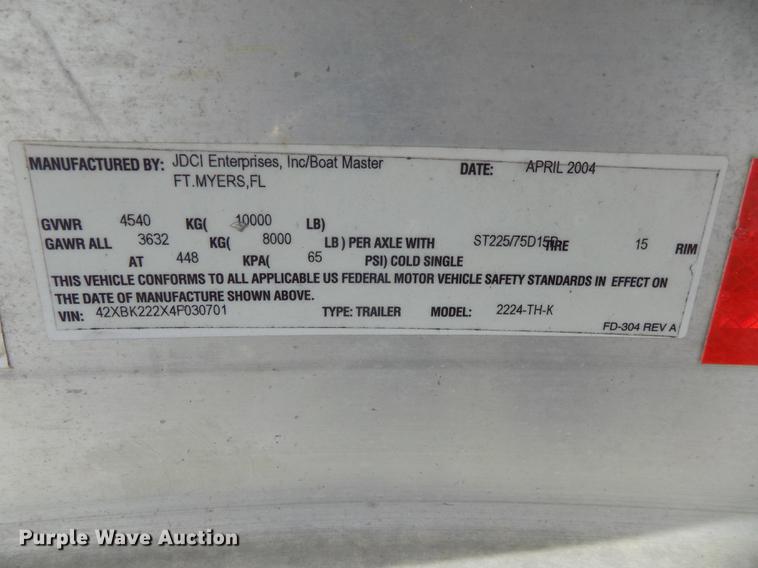 MANUFACTURED BY: JDCI Enterprises, Inc/Boat Master DATE: APRIL 2004
FT.MYERS,FL
GVWR 4540 KG( 10000 LB)
GAWR ALL 3632 KG( 8000 LB) PER AXLE WITH ST225/75D15D TIRE 15 RIM
AT 448 KPA( 65 PSI) COLD SINGLE
THIS VEHICLE CONFORMS TO ALL APPLICABLE US FEDERAL MOTOR VEHICLE SAFETY STANDARDS IN EFFECT ON
THE DATE OF MANUFACTURE SHOWN ABOVE.
VIN: 42XBK222X4F030701 TYPE: TRAILER MODEL: 2224-TH-K
FD-304 REV A
Purple Wave Auction